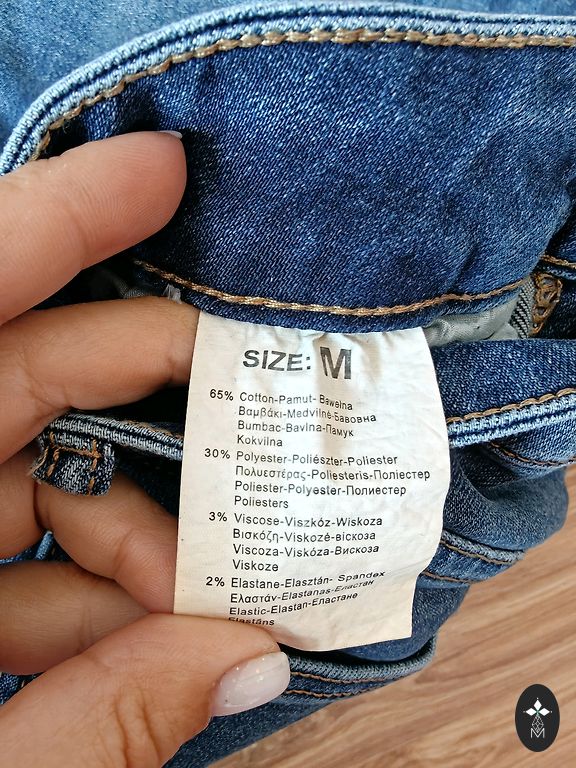 SIZE: M
65% Cotton-Pamut- Bawełna
Βαμβάκι-Medvilnė-Бавовна
Bumbac-Bavlna-Памук
Kokvilna
30% Polyester-Poliészter-Poliester
Πολυεστέρας-Poliesteris-Поліестер
Poliester-Polyester-Полиестер
Poliesters
3% Viscose-Viszkóz-Wiskoza
Βισκόζη-Viskozė-віскоза
Viscoza-Viskóza-Вискоза
Viskoze
2% Elastane-Elasztán- Spandex
Ελαστάν-Elastanas-Еластан
Elastic-Elastan-Еластане
Elastāns
M